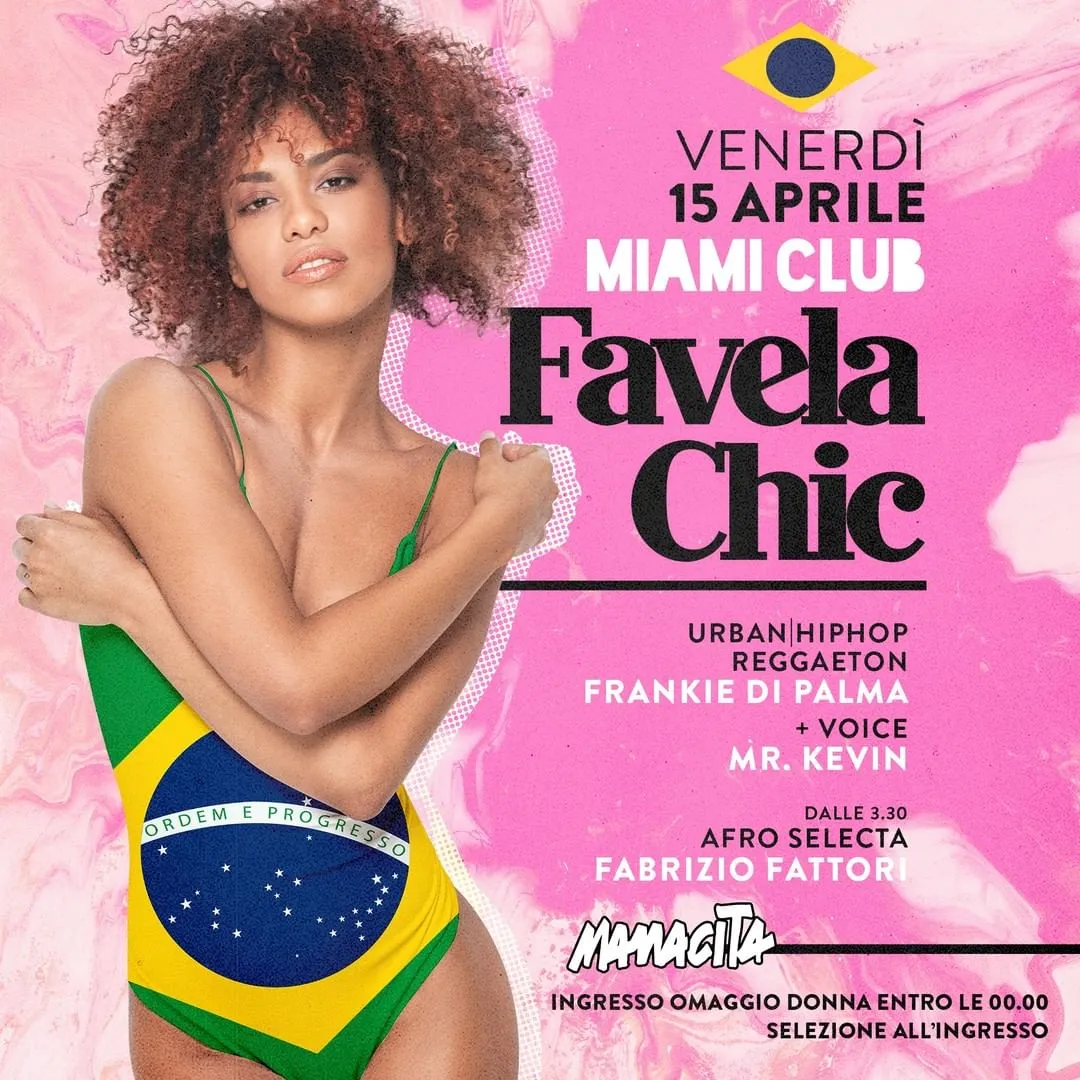 VENERDÌ
15 APRILE
MIAMI CLUB
Favela
Chic
URBAN|HIPHOP
REGGAETON
FRANKIE DI PALMA
+ VOICE
MR. KEVIN
DALLE 3.30
AFRO SELECTA
FABRIZIO FATTORI
ORDEM E PROGRESSO
MAMACITA
INGRESSO OMAGGIO DONNA ENTRO LE 00.00
SELEZIONE ALL'INGRESSO